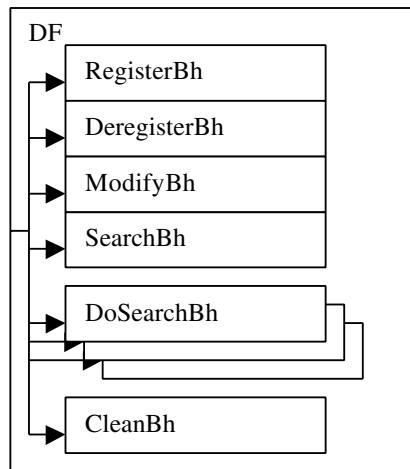 DF
RegisterBh
DeregisterBh
ModifyBh
SearchBh
DoSearchBh
CleanBh